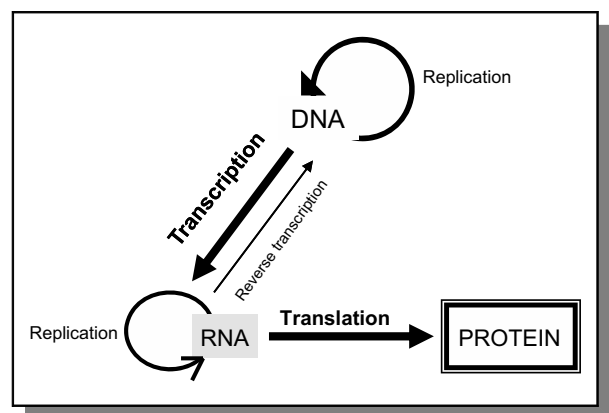 Replication
DNA
Transcription
Reverse transcription
Replication
RNA
Translation
PROTEIN